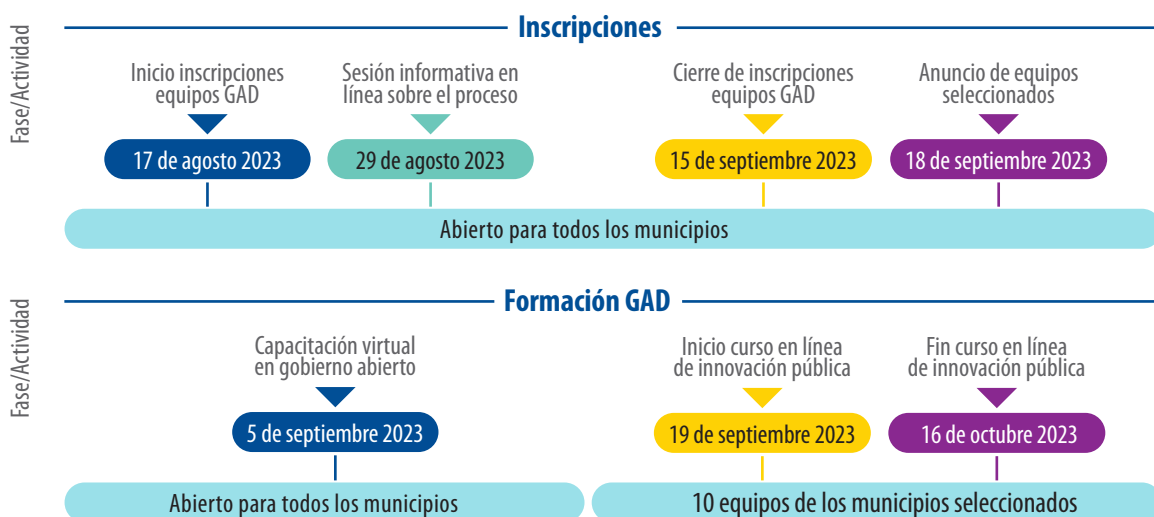 Fase/Actividad
Inscripciones
Inicio inscripciones
equipos GAD
17 de agosto 2023
Sesión informativa en
línea sobre el proceso
29 de agosto 2023
Cierre de inscripciones
equipos GAD
15 de septiembre 2023
Anuncio de equipos
seleccionados
18 de septiembre 2023
Abierto para todos los municipios
Fase/Actividad
Formación GAD
Capacitación virtual
en gobierno abierto
5 de septiembre 2023
Inicio curso en línea
de innovación pública
19 de septiembre 2023
Fin curso en línea
de innovación pública
16 de octubre 2023
Abierto para todos los municipios
10 equipos de los municipios seleccionados